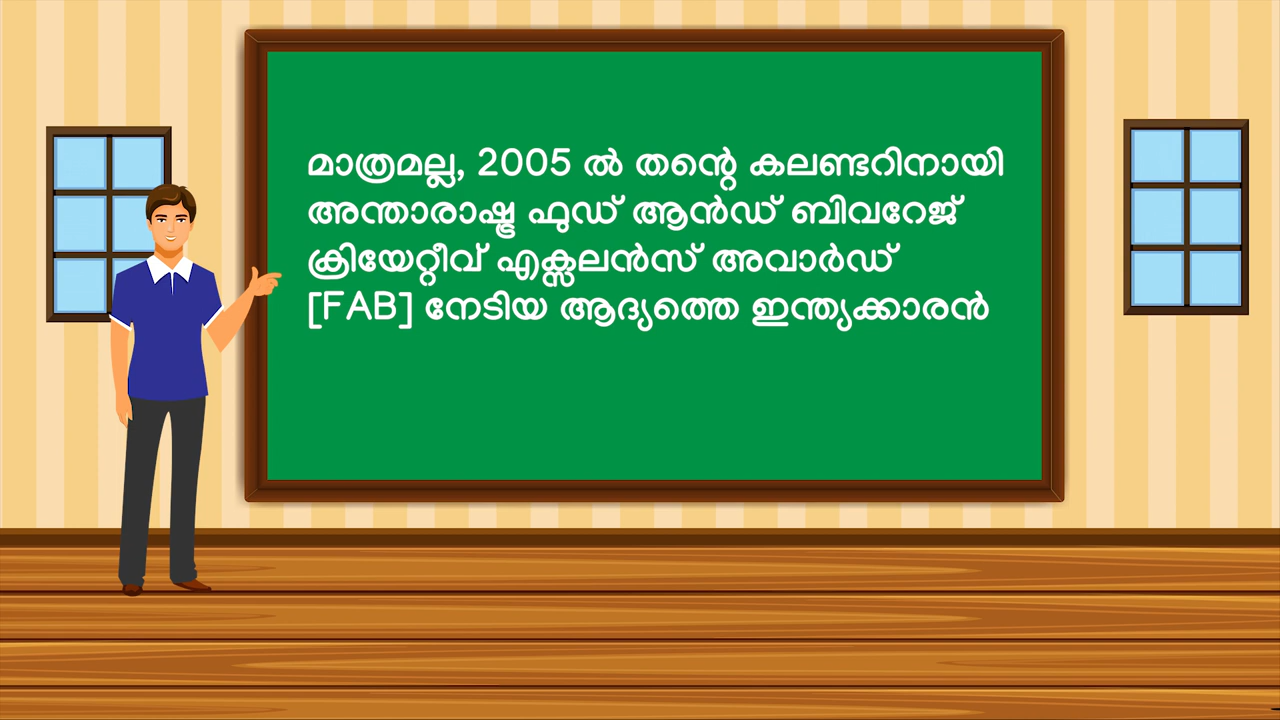 മാത്രമല്ല, 2005 ൽ തന്റെ കലണ്ടറിനായി
അന്താരാഷ്ട്ര ഫുഡ് ആൻഡ് ബിവറേജ്
ക്രിയേറ്റീവ് എക്സലൻസ് അവാർഡ്
[FAB] നേടിയ ആദ്യത്തെ ഇന്ത്യക്കാരൻ